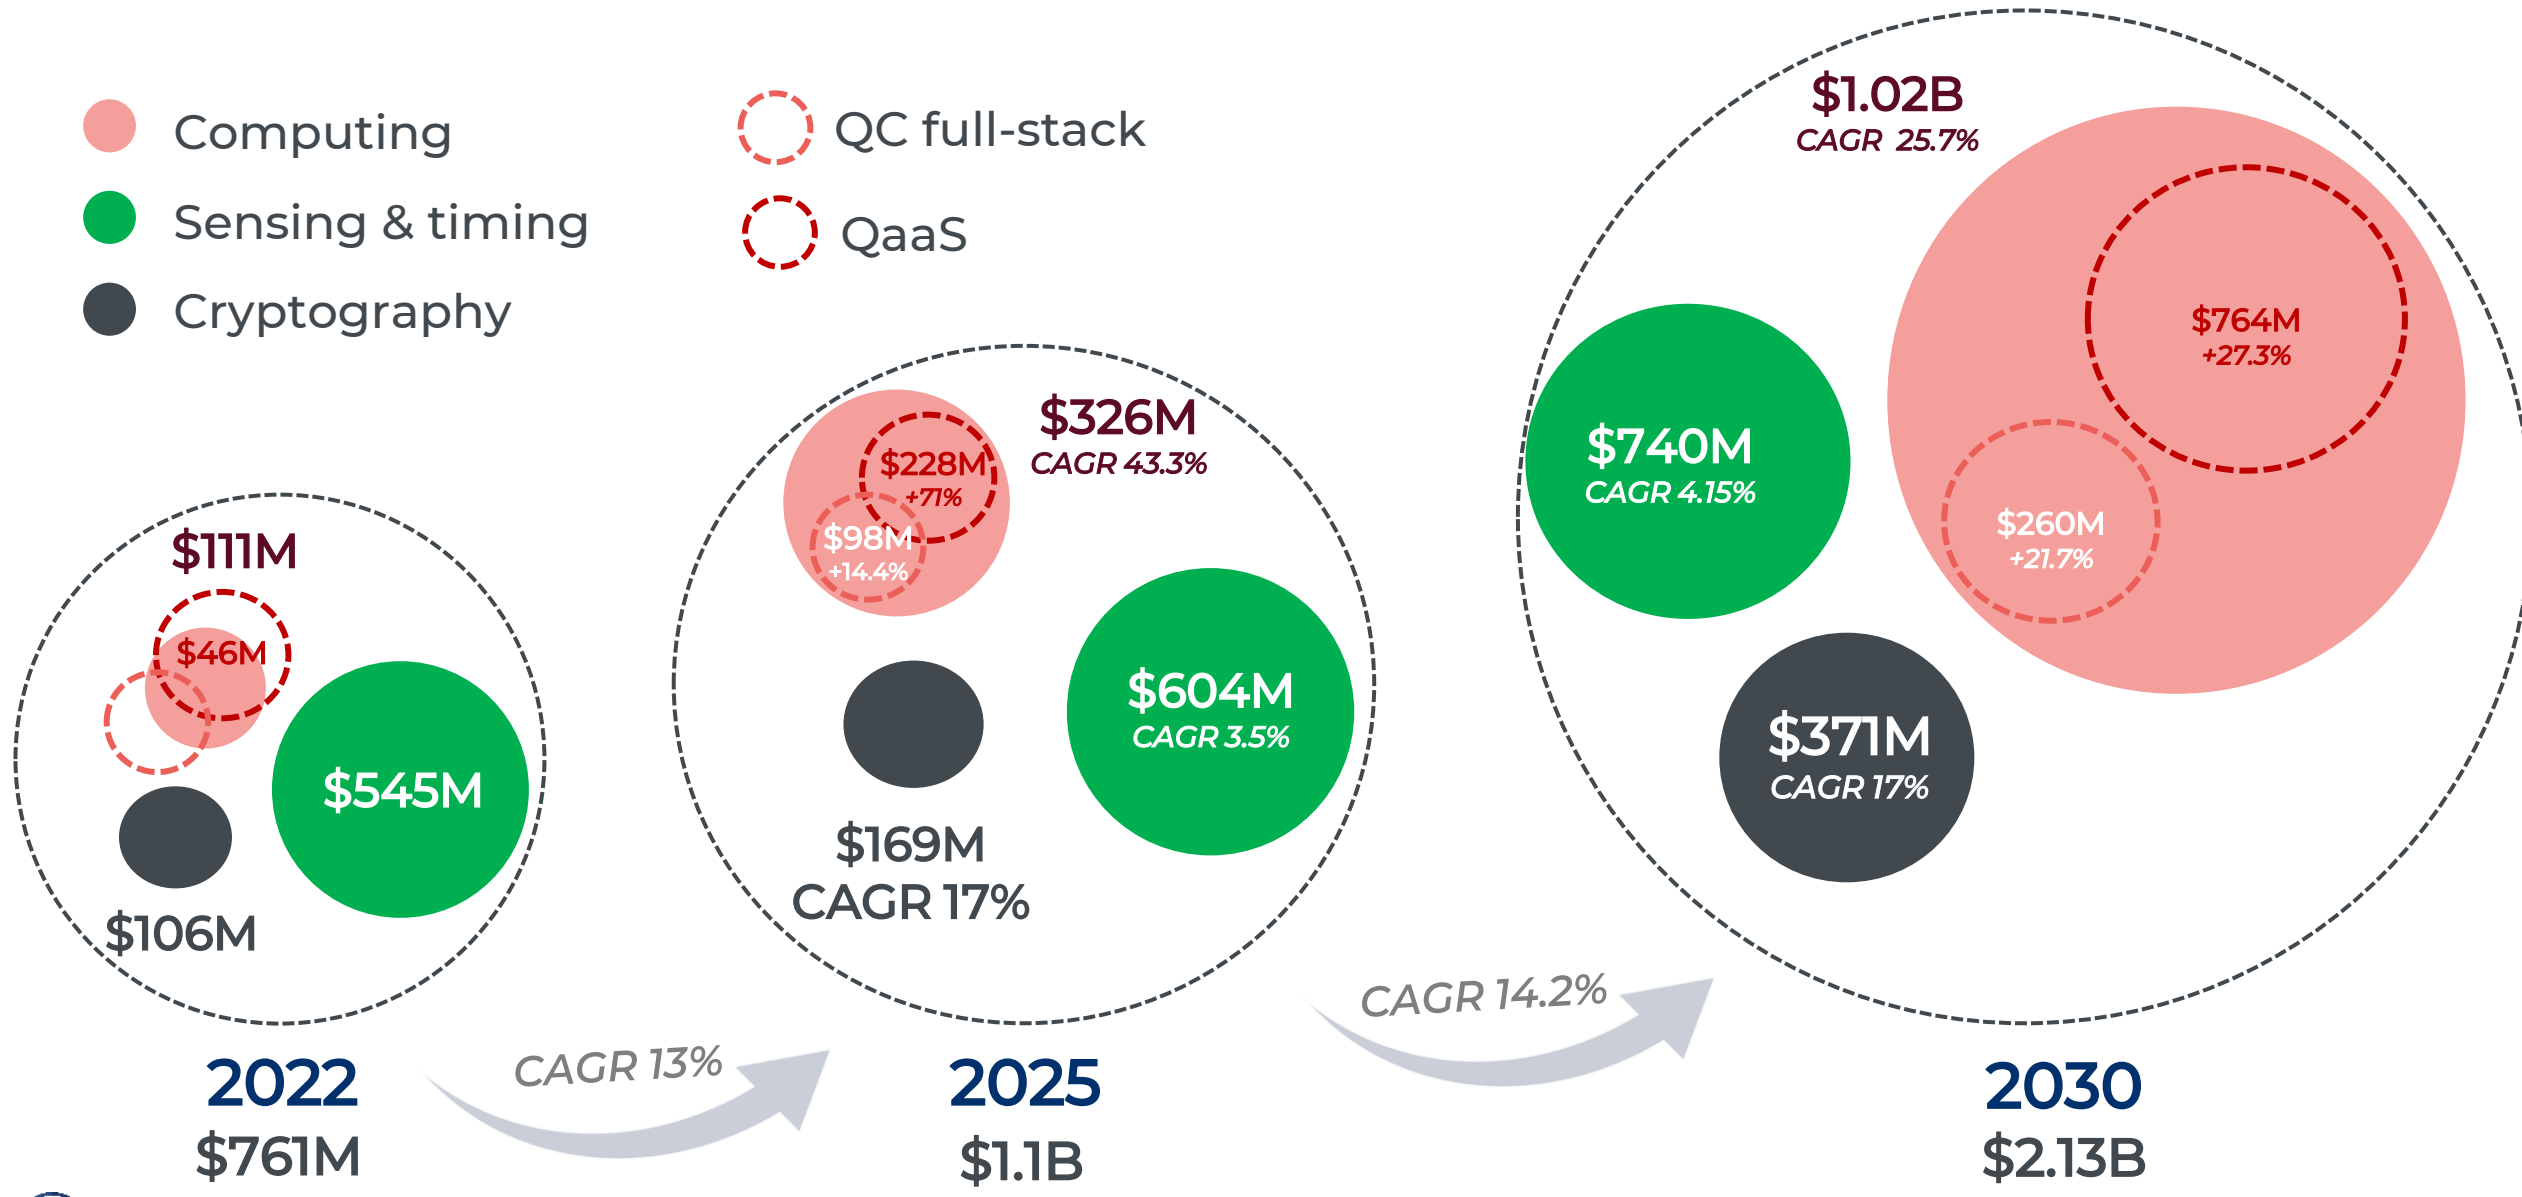 Computing
Sensing & timing
Cryptography
QC full-stack
QaaS
$111M
$46M
$545M
$106M
2022
$761M
CAGR 13%
$326M
CAGR 43.3%
$228M
+71%
$98M
+14.4%
$604M
CAGR 3.5%
$169M
CAGR 17%
2025
$1.1B
CAGR 14.2%
$1.02B
CAGR 25.7%
$764M
+27.3%
$740M
CAGR 4.15%
$260M
+21.7%
$371M
CAGR 17%
2030
$2.13B